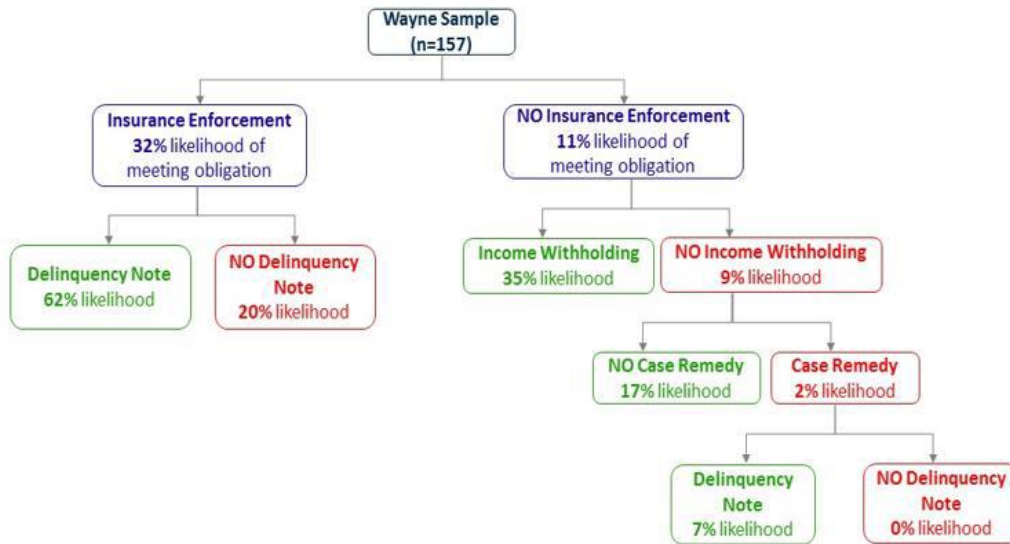 Wayne Sample
(n=157)
Insurance Enforcement
32% likelihood of
meeting obligation
NO Insurance Enforcement
11% likelihood of
meeting obligation
Delinquency Note
62% likelihood
NO Delinquency
Note
20% likelihood
Income Withholding
35% likelihood
NO Income Withholding
9% likelihood
NO Case Remedy
17% likelihood
Case Remedy
2% likelihood
Delinquency
Note
7% likelihood
NO Delinquency
Note
0% likelihood